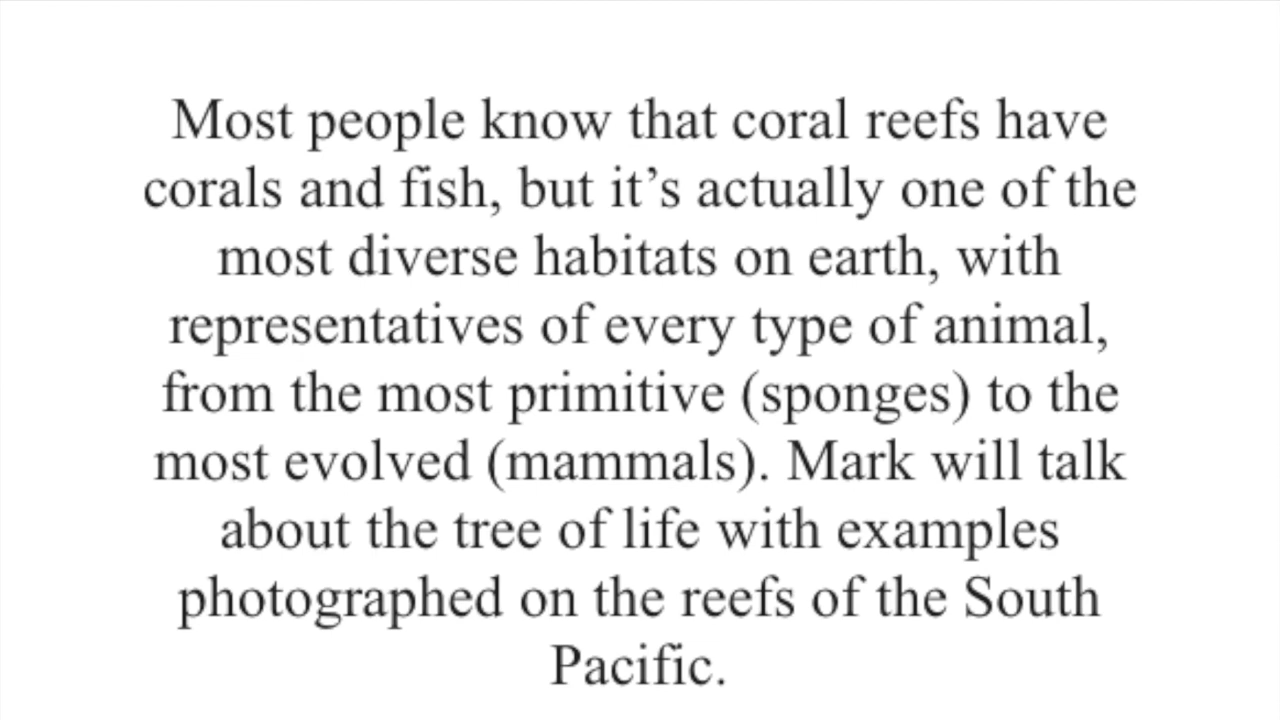 Most people know that coral reefs have
corals and fish, but it’s actually one of the
most diverse habitats on earth, with
representatives of every type of animal,
from the most primitive (sponges) to the
most evolved (mammals). Mark will talk
about the tree of life with examples
photographed on the reefs of the South
Pacific.